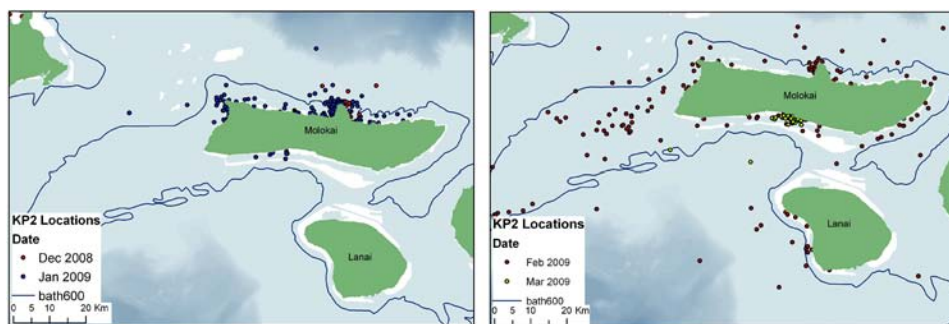 Molokai
Lanai
KP2 Locations
Date
Dec 2008
Jan 2009
bath600
0 5 10 20 Km
Molokai
Lanai
KP2 Locations
Date
Feb 2009
Mar 2009
bath600
0 5 10 20 Km